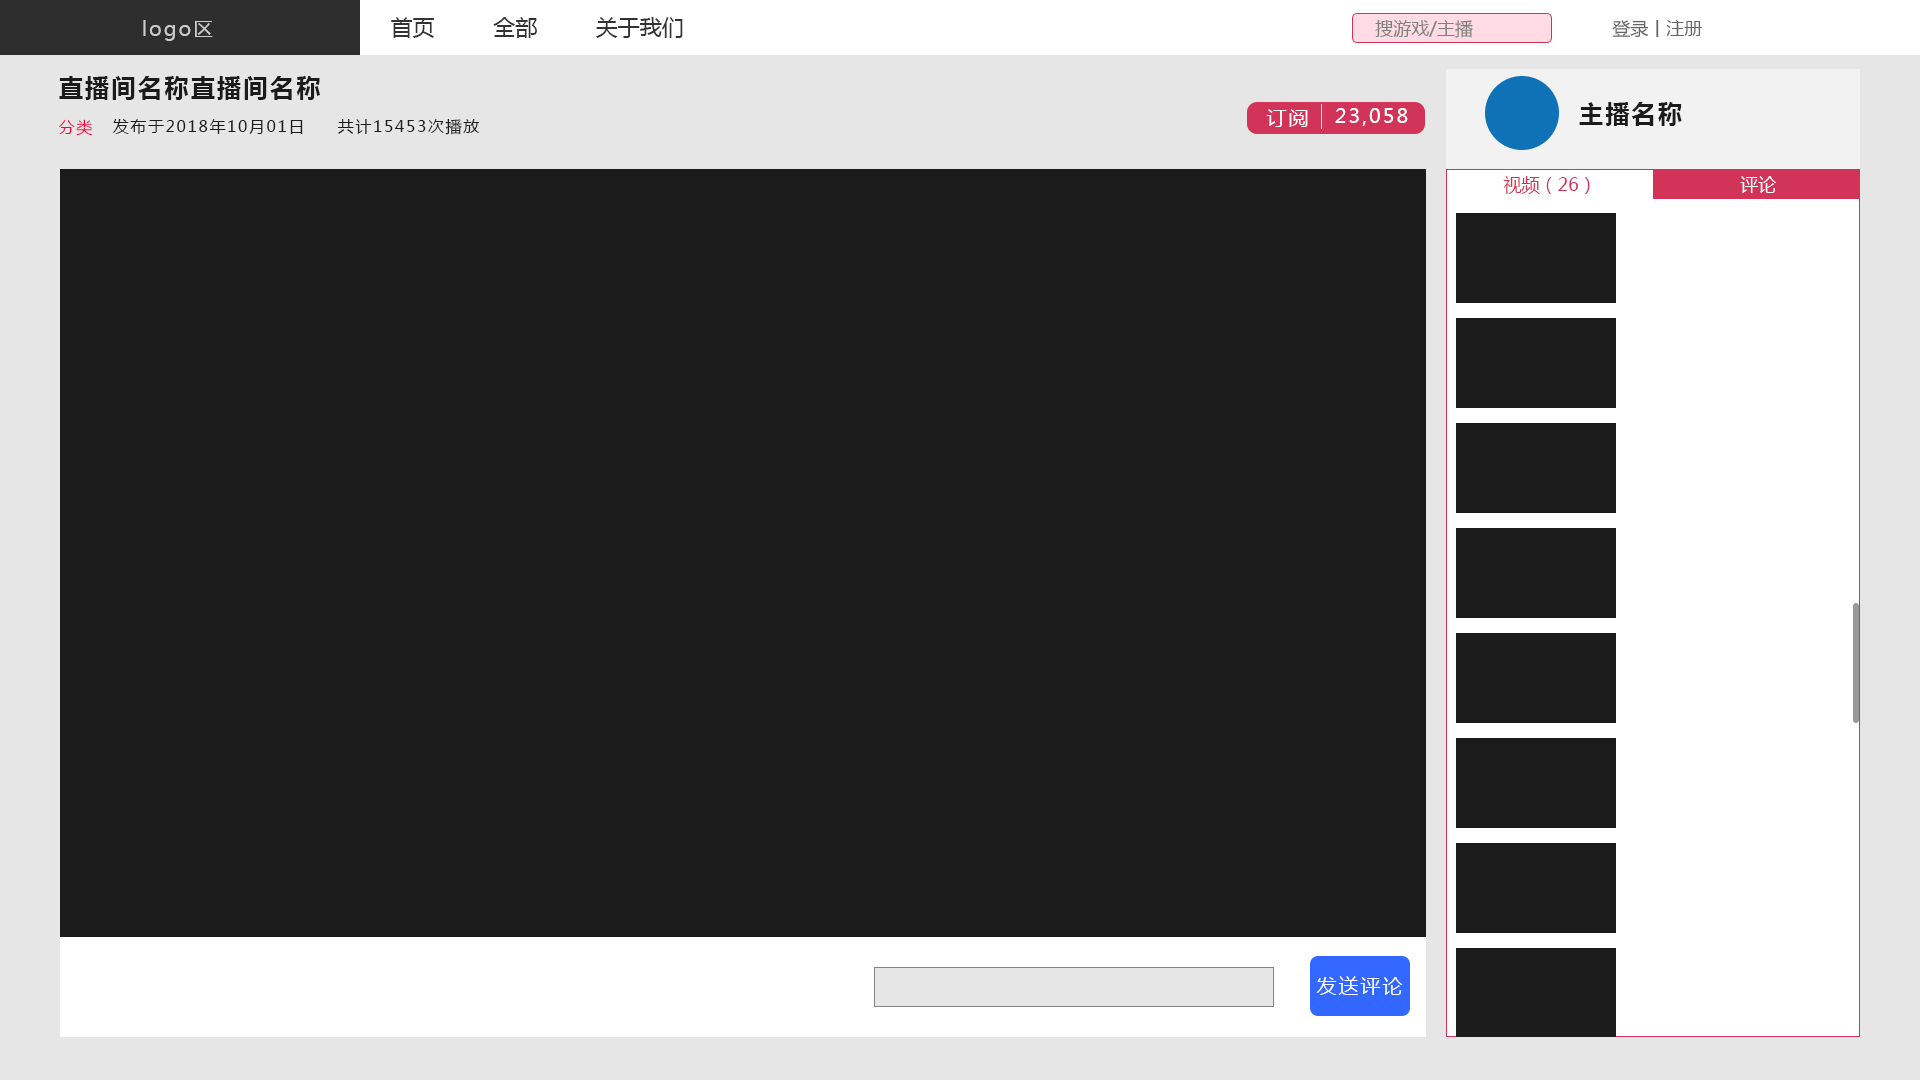 logo区
首页 全部 关于我们
搜游戏/主播
登录 | 注册
直播间名称直播间名称
分类 发布于2018年10月01日 共计15453次播放
订阅 23,058
主播名称
视频 ( 26 )
评论
发送评论